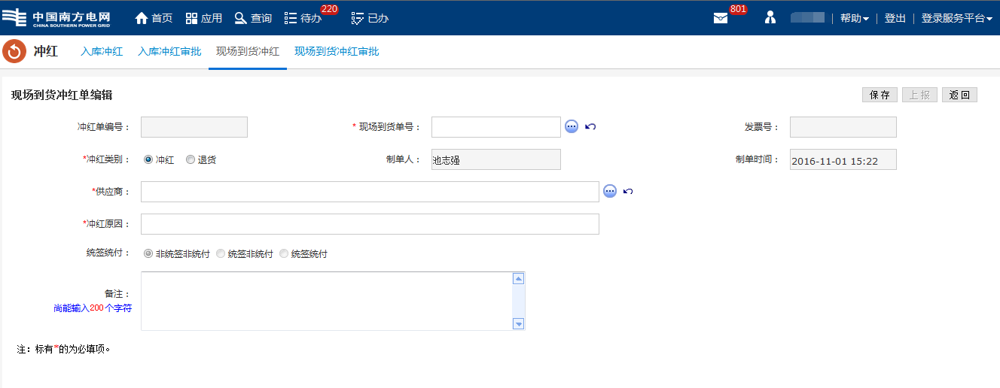 中国南方电网
CHINA SOUTHERN POWER GRID
首页 应用 查询 待办 220 已办 801 帮助 登出 登录服务平台
冲红 入库冲红 入库冲红审批 现场到货冲红 现场到货冲红审批
现场到货冲红单编辑 保存 上报 返回
冲红单编号： * 现场到货单号： 发票号：
*冲红类别： 冲红 退货 制单人： 池志强 制单时间： 2016-11-01 15:22
*供应商：
*冲红原因：
统签统付： 非统签非统付 统签非统付 统签统付
备注：
尚能输入200个字符
注：标有*的为必填项。